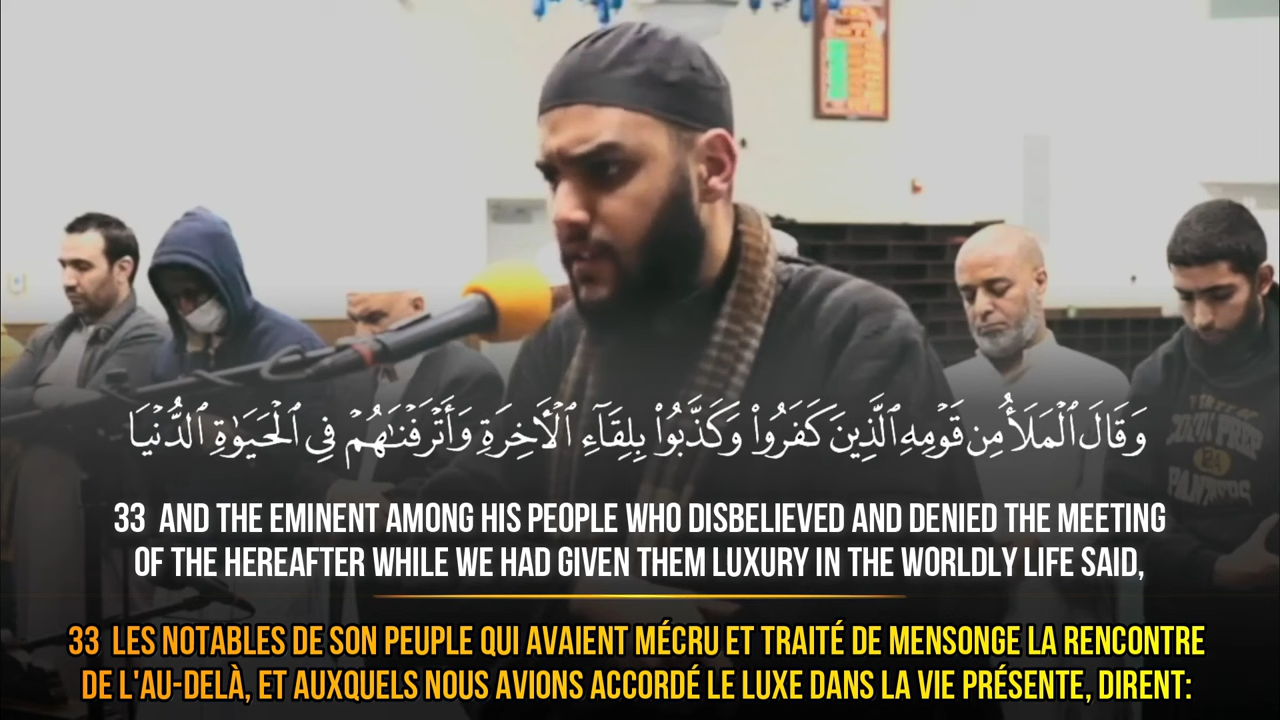 وَقَالَ ٱلْمَلَأُ مِن قَوْمِهِ ٱلَّذِينَ كَفَرُوا۟ وَكَذَّبُوا۟ بِلِقَآءِ ٱلْءَاخِرَةِ وَأَتْرَفْنَـٰهُمْ فِى ٱلْحَيَوٰةِ ٱلدُّنْيَا
124
33 AND THE EMINENT AMONG HIS PEOPLE WHO DISBELIEVED AND DENIED THE MEETING
OF THE HEREAFTER WHILE WE HAD GIVEN THEM LUXURY IN THE WORLDLY LIFE SAID,
33 LES NOTABLES DE SON PEUPLE QUI AVAIENT MÉCRU ET TRAITÉ DE MENSONGE LA RENCONTRE
DE L'AU-DELÀ, ET AUXQUELS NOUS AVIONS ACCORDÉ LE LUXE DANS LA VIE PRÉSENTE, DIRENT: